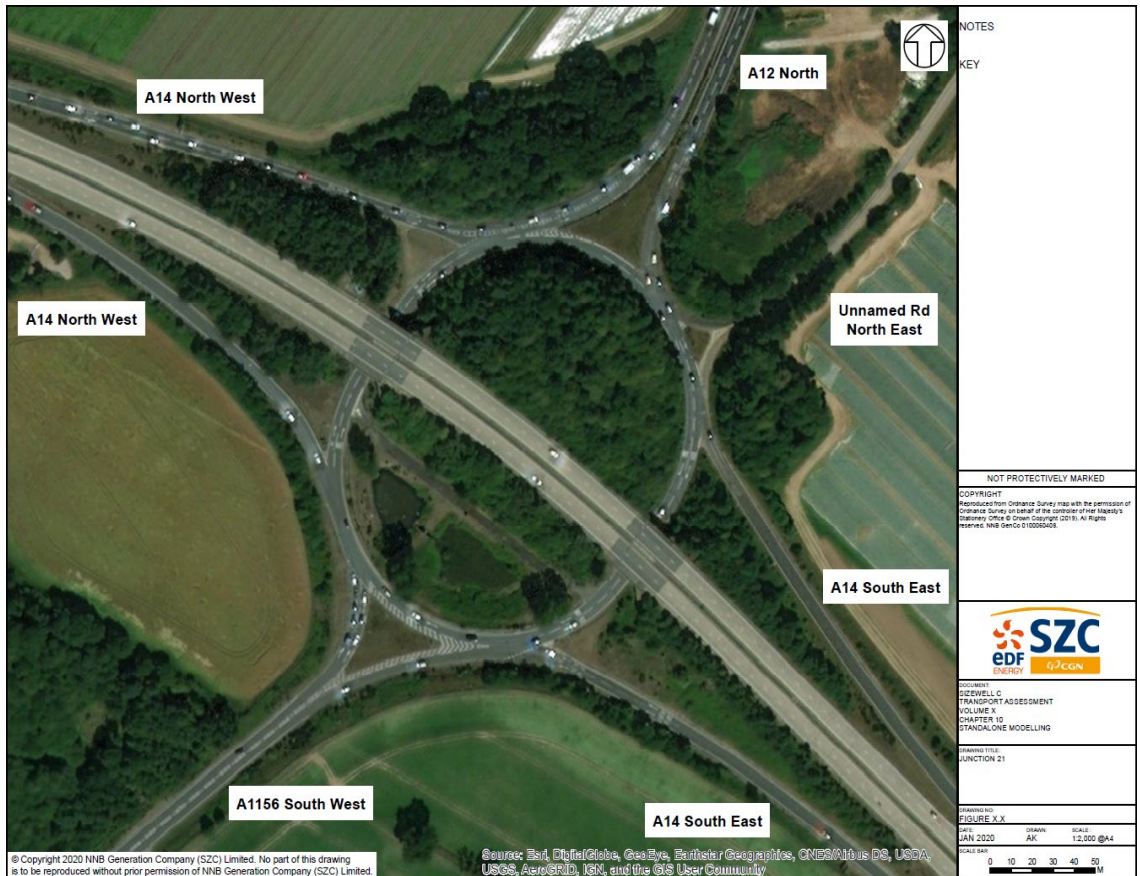 A14 North West
A12 North
A14 North West
Unnamed Rd
North East
A14 South East
A1156 South West
A14 South East
© Copyright 2020 NNB Generation Company (SZC) Limited. No part of this drawing
is to be reproduced without prior permission of NNB Generation Company (SZC) Limited.
Source: Esri, DigitalGlobe, GeoEye, Earthstar Geographics, CNES/Airbus DS, USDA,
USGS, AeroGRID, IGN, and the GIS User Community
NOTES
KEY
NOT PROTECTIVELY MARKED
COPYRIGHT
Reproduced from Ordnance Survey map with the permission of
Ordnance Survey on behalf of the controller of Her Majesty's
Stationery Office © Crown Copyright (2019). All Rights
reserved. NNB GenCo 0100060408.
SZC
eDF
ENERGY
CGN
DOCUMENT:
SIZEWELL C
TRANSPORT ASSESSMENT
VOLUME X
CHAPTER 10
STANDALONE MODELLING
DRAWING TITLE:
JUNCTION 21
DRAWING NO:
FIGURE X.X
DATE: DRAWN: SCALE:
JAN 2020 AK 1:2,000 @A4
SCALE BAR
0 10 20 30 40 50
M